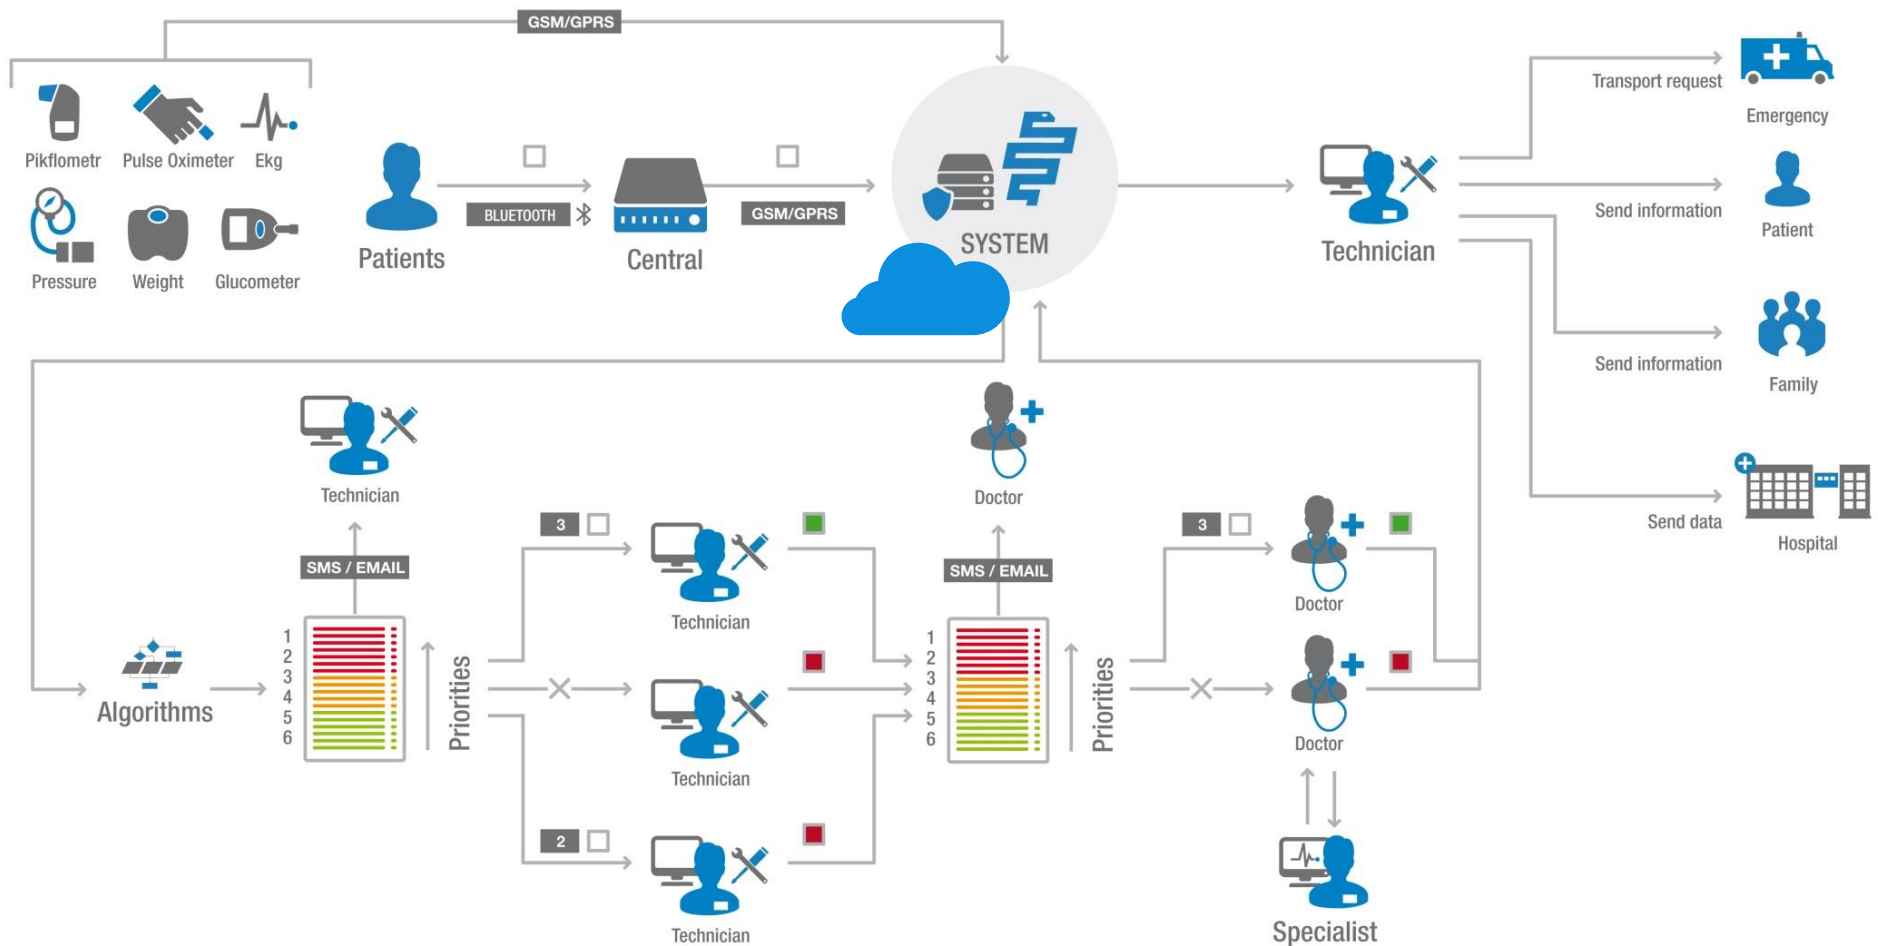 GSM/GPRS
Pikflometr
Pulse Oximeter
Ekg
Pressure
Weight
Glucometer
Patients
BLUETOOTH
Central
GSM/GPRS
SYSTEM
Technician
Transport request
Emergency
Send information
Patient
Send information
Family
Send data
Hospital
Technician
SMS / EMAIL
Algorithms
1
2
3
4
5
6
Priorities
3
Technician
Technician
2
Technician
Doctor
SMS / EMAIL
1
2
3
4
5
6
Priorities
3
Doctor
Doctor
Specialist